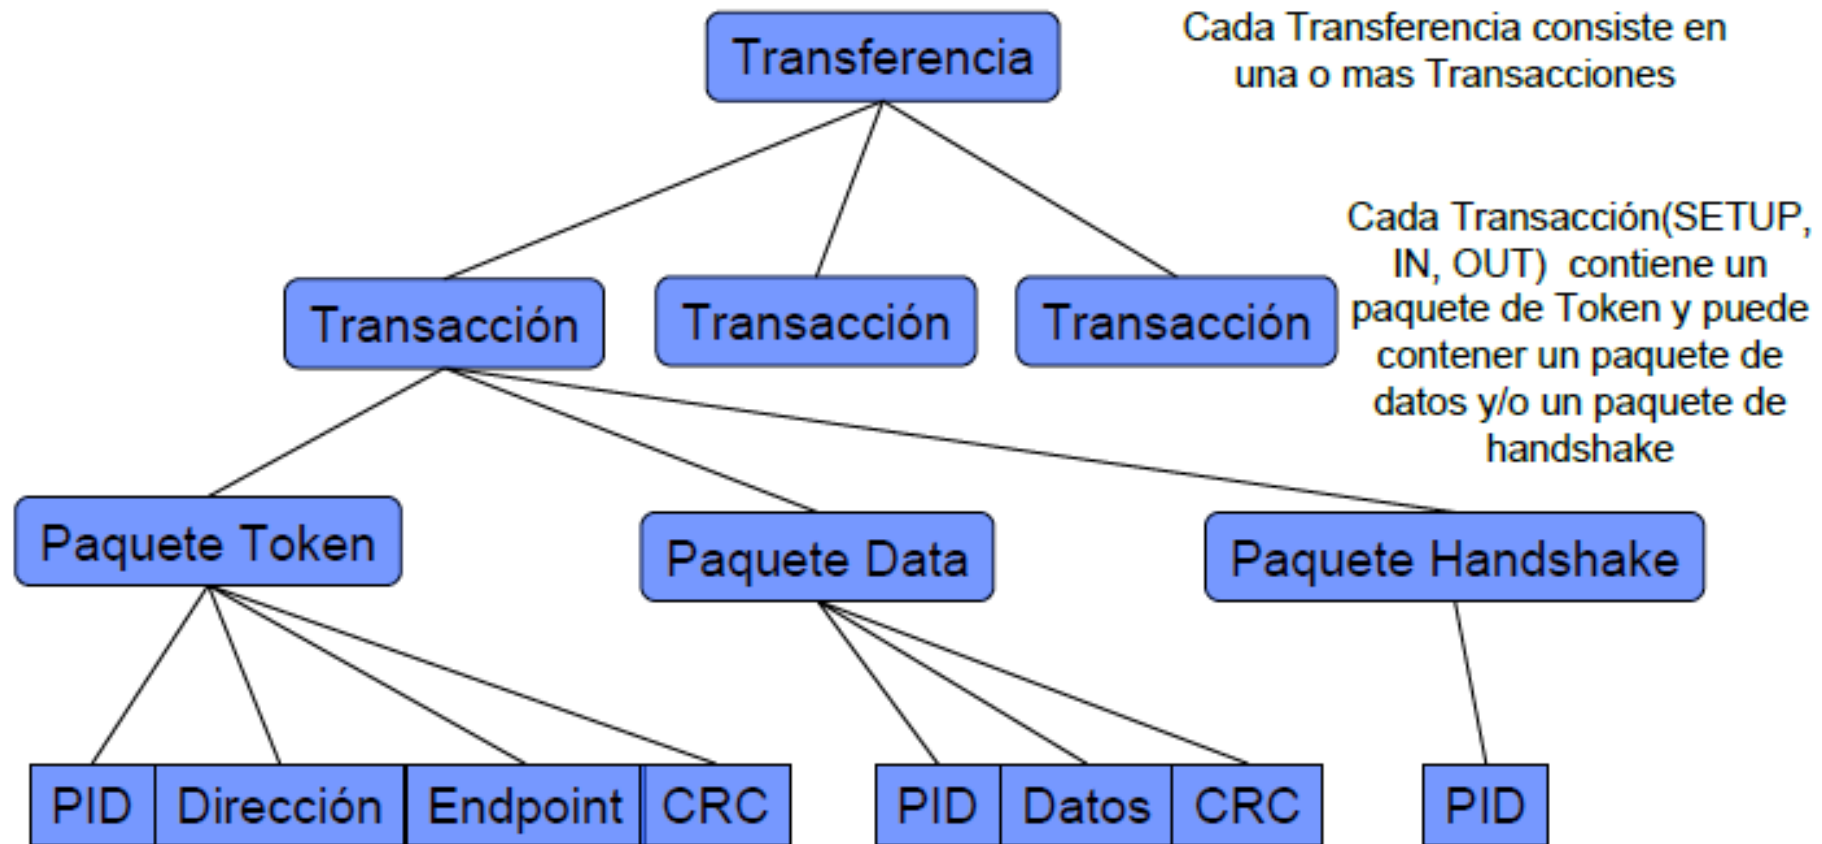 Transferencia
Cada Transferencia consiste en
una o mas Transacciones
Transacción
Transacción
Transacción
Cada Transacción(SETUP,
IN, OUT) contiene un
paquete de Token y puede
contener un paquete de
datos y/o un paquete de
handshake
Paquete Token
Paquete Data
Paquete Handshake
PID
Dirección
Endpoint
CRC
PID
Datos
CRC
PID